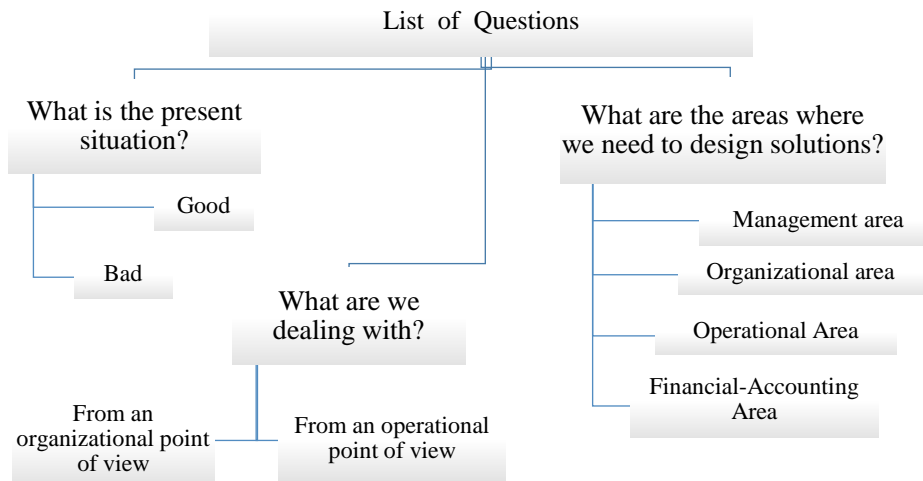 List of Questions
What is the present
situation?
Good
Bad
What are we
dealing with?
From an
organizational point
of view
From an operational
point of view
What are the areas where
we need to design solutions?
Management area
Organizational area
Operational Area
Financial-Accounting
Area